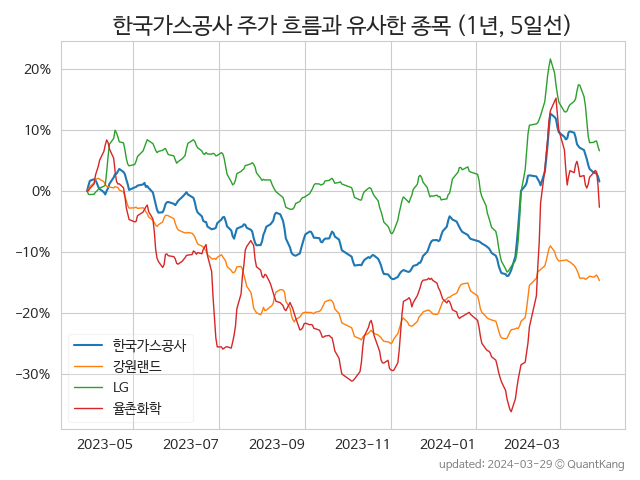 한국가스공사 주가 흐름과 유사한 종목 (1년, 5일선)
20%
10%
0%
−10%
−20%
−30%
한국가스공사
강원랜드
LG
율촌화학
2023-05 2023-07 2023-09 2023-11 2024-01 2024-03
updated: 2024-03-29 © QuantKang